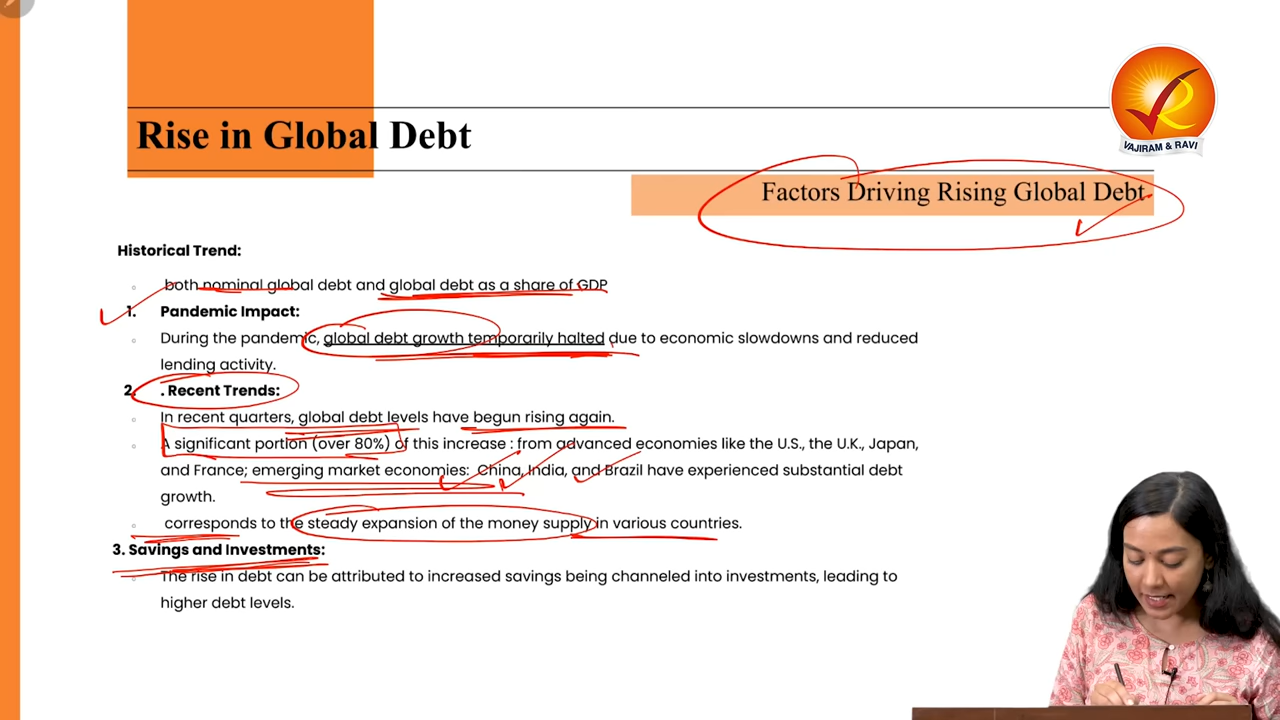 VAJIRAM & RAVI
Rise in Global Debt
Factors Driving Rising Global Debt
Historical Trend:
both nominal global debt and global debt as a share of GDP
1. Pandemic Impact:
During the pandemic, global debt growth temporarily halted due to economic slowdowns and reduced
lending activity.
2. . Recent Trends:
In recent quarters, global debt levels have begun rising again.
A significant portion (over 80%) of this increase : from advanced economies like the U.S., the U.K., Japan,
and France; emerging market economies: China, India, and Brazil have experienced substantial debt
growth.
corresponds to the steady expansion of the money supply in various countries.
3. Savings and Investments:
The rise in debt can be attributed to increased savings being channeled into investments, leading to
higher debt levels.